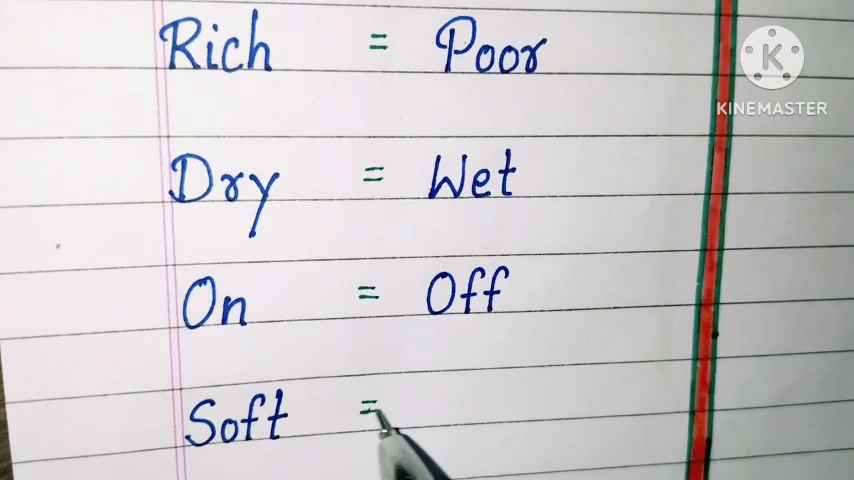 Rich = Poor
K
KINEMASTER
Dry = Wet
On = Off
Soft =